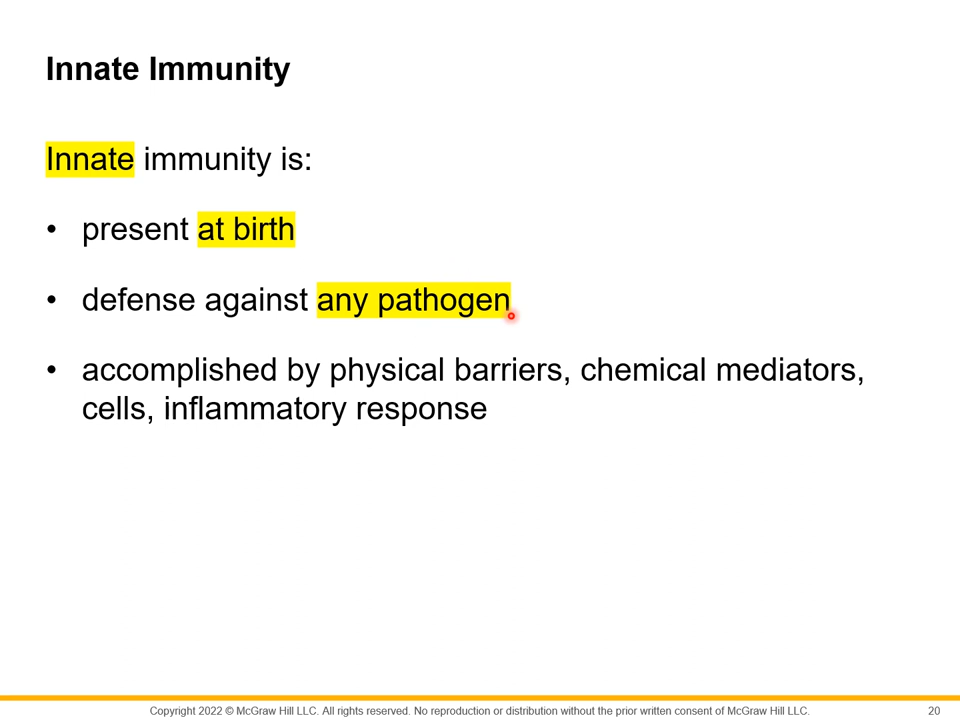 Innate Immunity
Innate immunity is:
• present at birth
• defense against any pathogen
• accomplished by physical barriers, chemical mediators,
cells, inflammatory response
Copyright 2022 © McGraw Hill LLC. All rights reserved. No reproduction or distribution without the prior written consent of McGraw Hill LLC.
20